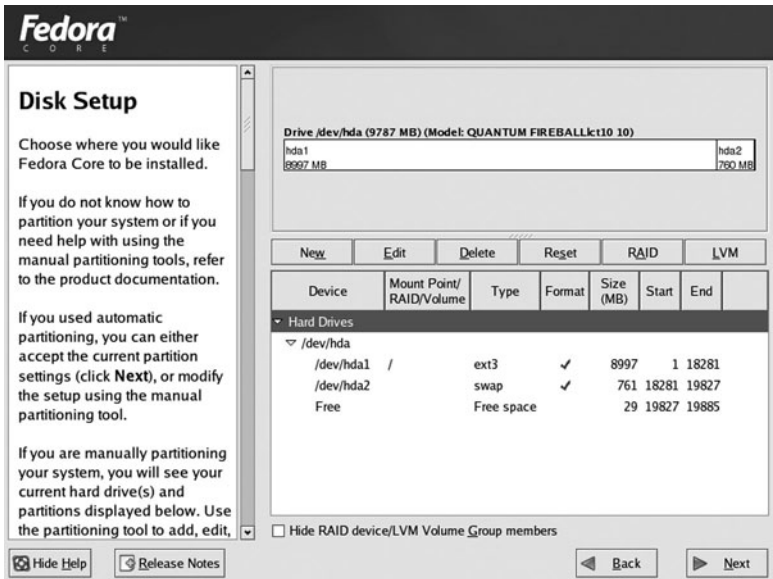 Fedora™
CORE
Disk Setup
Choose where you would like
Fedora Core to be installed.
If you do not know how to
partition your system or if you
need help with using the
manual partitioning tools, refer
to the product documentation.
If you used automatic
partitioning, you can either
accept the current partition
settings (click Next), or modify
the setup using the manual
partitioning tool.
If you are manually partitioning
your system, you will see your
current hard drive(s) and
partitions displayed below. Use
the partitioning tool to add, edit,
Drive /dev/hda (9787 MB) (Model: QUANTUM FIREBALLlct10 10)
hda1 hda2
8997 MB 760 MB
New Edit Delete Reset RAID LVM
Device Mount Point/ RAID/Volume Type Format Size (MB) Start End
Hard Drives
/dev/hda
/dev/hda1 / ext3 ✔ 8997 1 18281
/dev/hda2 swap ✔ 761 18281 19827
Free Free space 29 19827 19885
Hide RAID device/LVM Volume Group members
Hide Help Release Notes Back Next